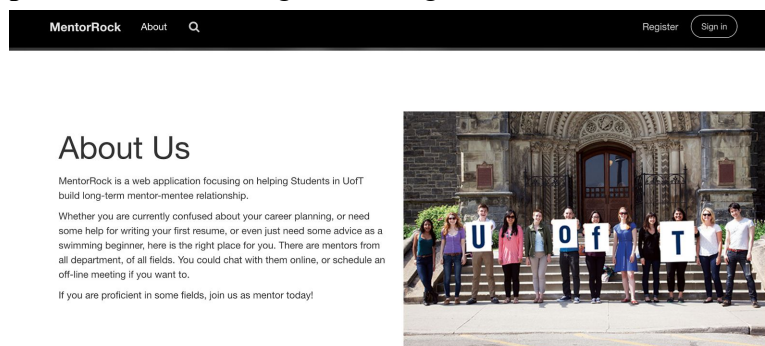 MentorRock About Register Sign in
About Us
MentorRock is a web application focusing on helping Students in UofT
build long-term mentor-mentee relationship.
Whether you are currently confused about your career planning, or need
some help for writing your first resume, or even just need some advice as a
swimming beginner, here is the right place for you. There are mentors from
all department, of all fields. You could chat with them online, or schedule an
off-line meeting if you want to.
If you are proficient in some fields, join us as mentor today!
U of T